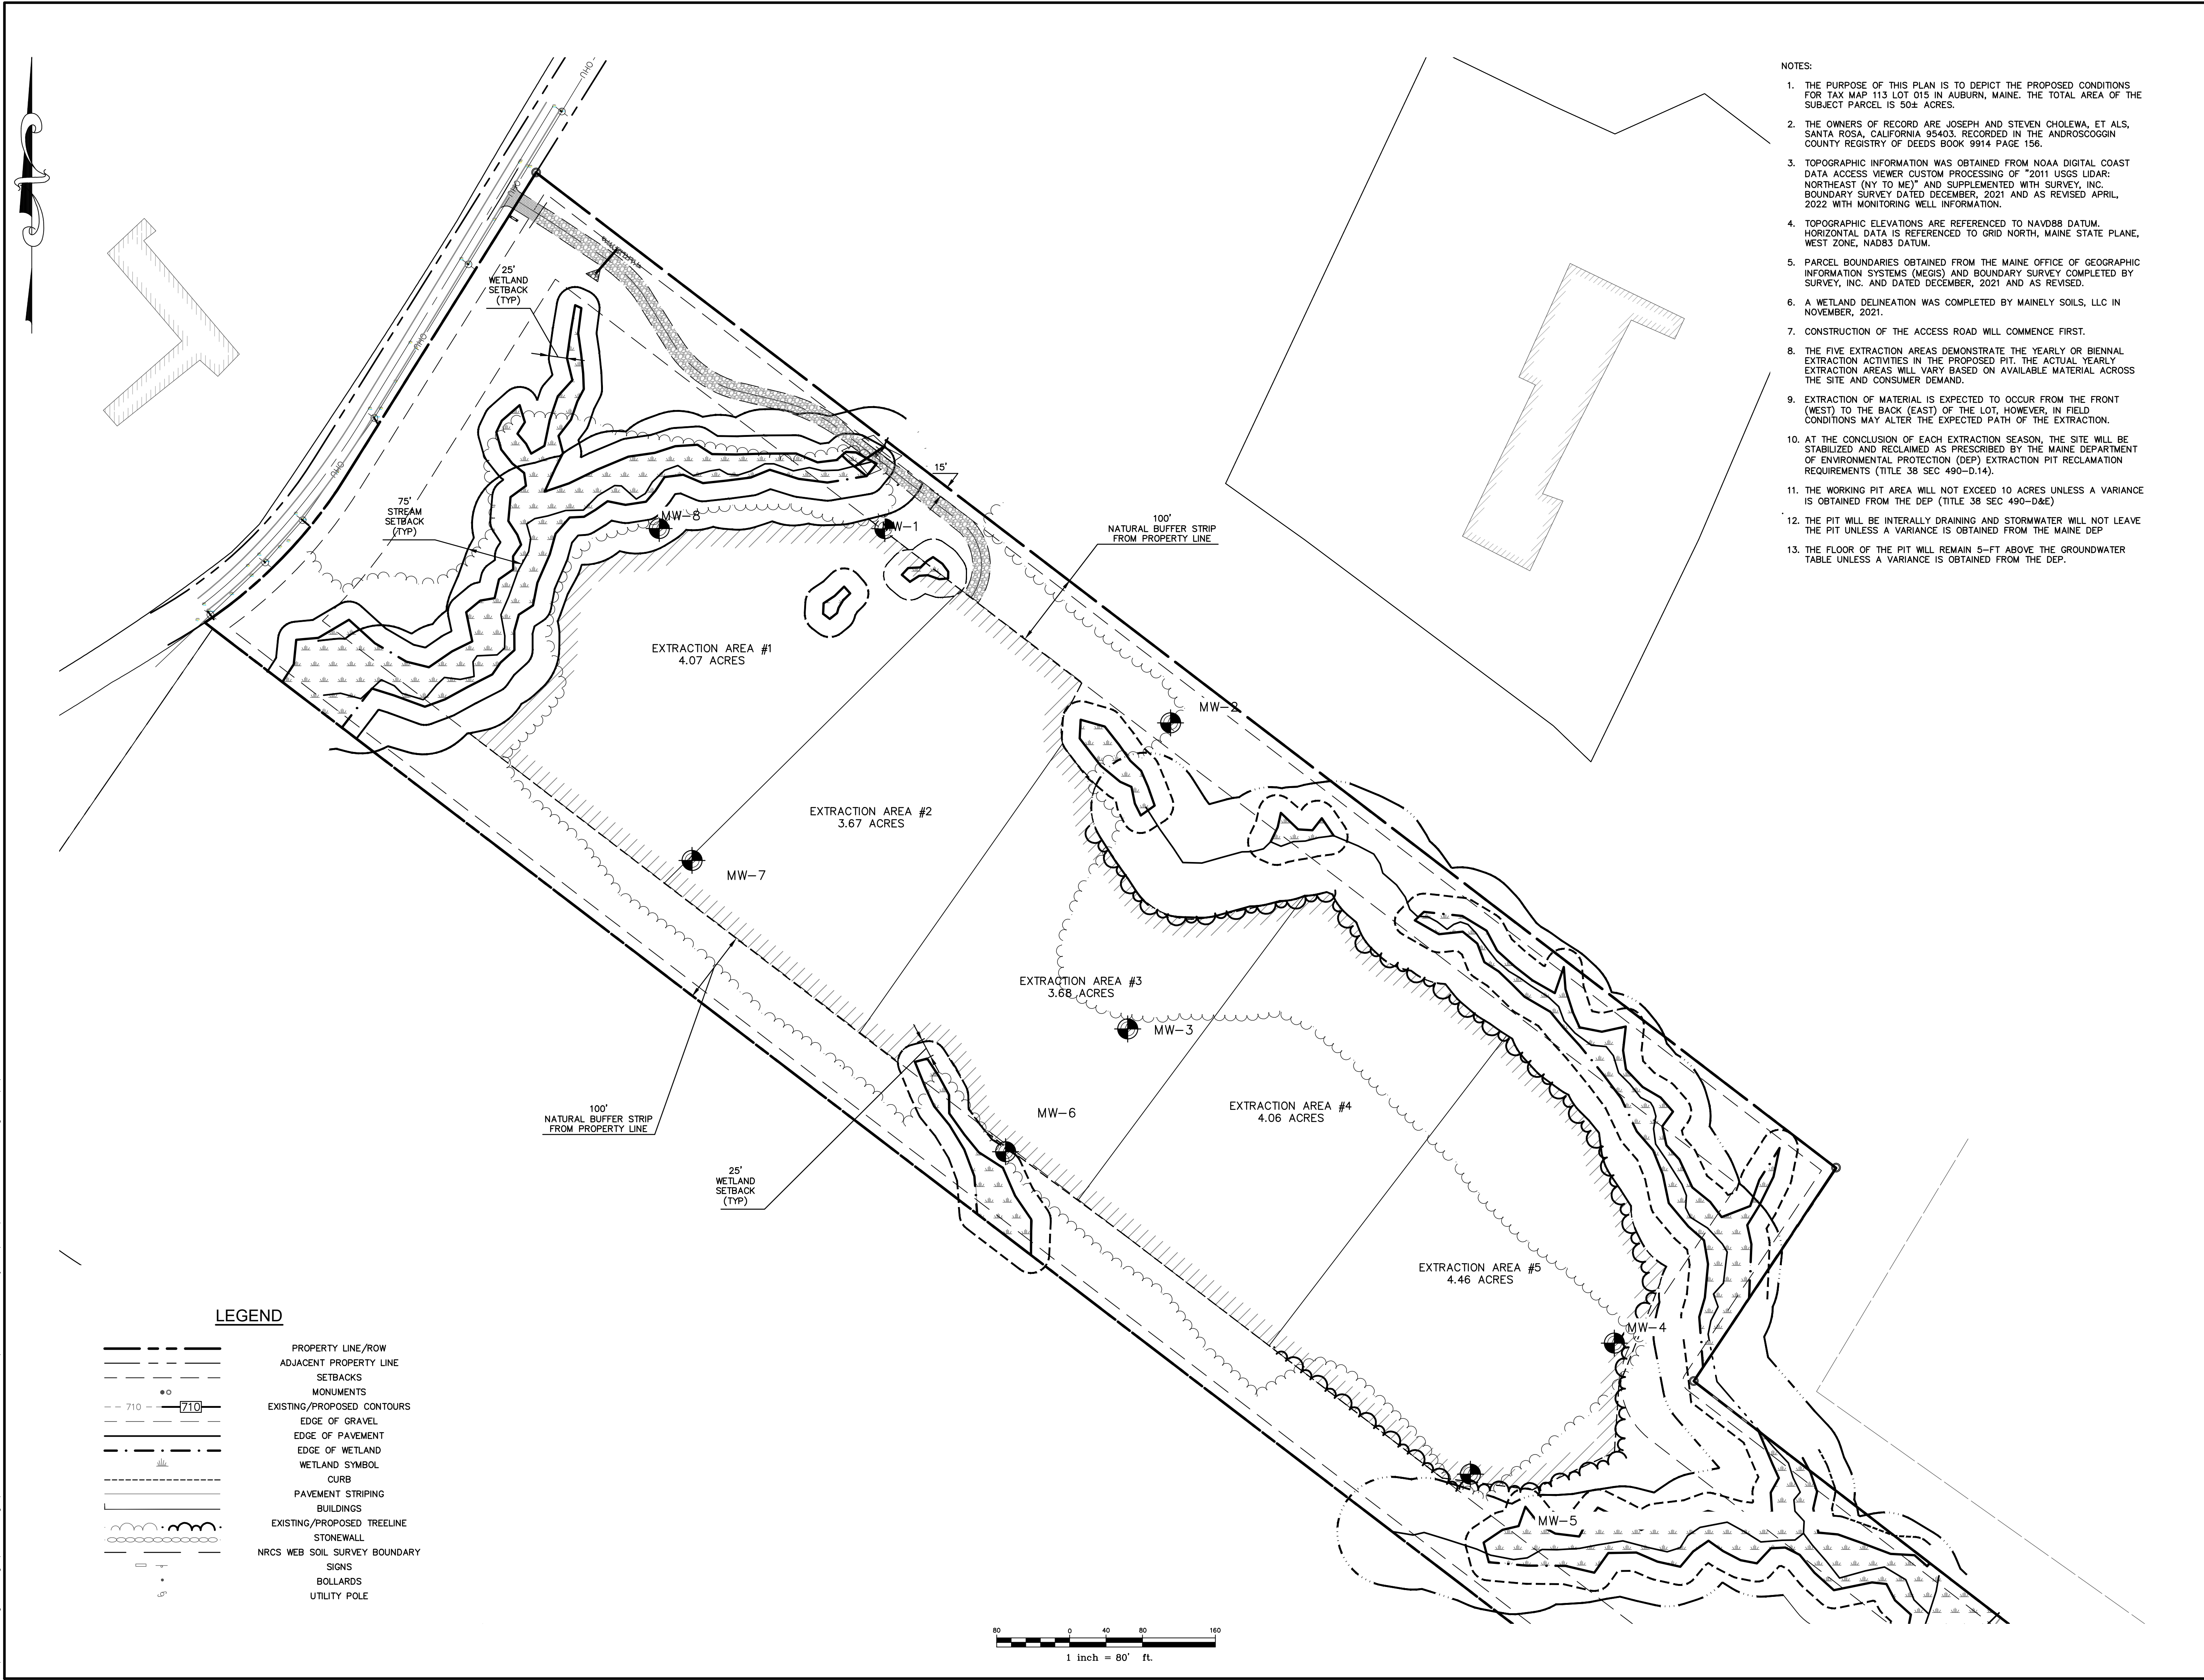 NOTES:
1. THE PURPOSE OF THIS PLAN IS TO DEPICT THE PROPOSED CONDITIONS
FOR TAX MAP 113 LOT 015 IN AUBURN, MAINE. THE TOTAL AREA OF THE
SUBJECT PARCEL IS 50± ACRES.
2. THE OWNERS OF RECORD ARE JOSEPH AND STEVEN CHOLEWA, ET ALS,
SANTA ROSA, CALIFORNIA 95403. RECORDED IN THE ANDROSCOGGIN
COUNTY REGISTRY OF DEEDS BOOK 9914 PAGE 156.
3. TOPOGRAPHIC INFORMATION WAS OBTAINED FROM NOAA DIGITAL COAST
DATA ACCESS VIEWER CUSTOM PROCESSING OF "2011 USGS LIDAR:
NORTHEAST (NY TO ME)" AND SUPPLEMENTED WITH SURVEY, INC.
BOUNDARY SURVEY DATED DECEMBER, 2021 AND AS REVISED APRIL,
2022 WITH MONITORING WELL INFORMATION.
4. TOPOGRAPHIC ELEVATIONS ARE REFERENCED TO NAVD88 DATUM.
HORIZONTAL DATA IS REFERENCED TO GRID NORTH, MAINE STATE PLANE,
WEST ZONE, NAD83 DATUM.
5. PARCEL BOUNDARIES OBTAINED FROM THE MAINE OFFICE OF GEOGRAPHIC
INFORMATION SYSTEMS (MEGIS) AND BOUNDARY SURVEY COMPLETED BY
SURVEY, INC. AND DATED DECEMBER, 2021 AND AS REVISED.
6. A WETLAND DELINEATION WAS COMPLETED BY MAINELY SOILS, LLC IN
NOVEMBER, 2021.
7. CONSTRUCTION OF THE ACCESS ROAD WILL COMMENCE FIRST.
8. THE FIVE EXTRACTION AREAS DEMONSTRATE THE YEARLY OR BIENNAL
EXTRACTION ACTIVITIES IN THE PROPOSED PIT. THE ACTUAL YEARLY
EXTRACTION AREAS WILL VARY BASED ON AVAILABLE MATERIAL ACROSS
THE SITE AND CONSUMER DEMAND.
9. EXTRACTION OF MATERIAL IS EXPECTED TO OCCUR FROM THE FRONT
(WEST) TO THE BACK (EAST) OF THE LOT, HOWEVER, IN FIELD
CONDITIONS MAY ALTER THE EXPECTED PATH OF THE EXTRACTION.
10. AT THE CONCLUSION OF EACH EXTRACTION SEASON, THE SITE WILL BE
STABILIZED AND RECLAIMED AS PRESCRIBED BY THE MAINE DEPARTMENT
OF ENVIRONMENTAL PROTECTION (DEP) EXTRACTION PIT RECLAMATION
REQUIREMENTS (TITLE 38 SEC 490-D.14).
11. THE WORKING PIT AREA WILL NOT EXCEED 10 ACRES UNLESS A VARIANCE
IS OBTAINED FROM THE DEP (TITLE 38 SEC 490-D&E)
12. THE PIT WILL BE INTERALLY DRAINING AND STORMWATER WILL NOT LEAVE
THE PIT UNLESS A VARIANCE IS OBTAINED FROM THE MAINE DEP
13. THE FLOOR OF THE PIT WILL REMAIN 5-FT ABOVE THE GROUNDWATER
TABLE UNLESS A VARIANCE IS OBTAINED FROM THE DEP.
OHU
OHU
OHU
OHU
25'
WETLAND
SETBACK
(TYP)
75'
STREAM
SETBACK
(TYP)
15'
100'
NATURAL BUFFER STRIP
FROM PROPERTY LINE
MW-8
MW-1
EXTRACTION AREA #1
4.07 ACRES
MW-2
EXTRACTION AREA #2
3.67 ACRES
MW-7
EXTRACTION AREA #3
3.68 ACRES
MW-3
100'
NATURAL BUFFER STRIP
FROM PROPERTY LINE
MW-6
EXTRACTION AREA #4
4.06 ACRES
25'
WETLAND
SETBACK
(TYP)
EXTRACTION AREA #5
4.46 ACRES
MW-4
MW-5
LEGEND
PROPERTY LINE/ROW
ADJACENT PROPERTY LINE
SETBACKS
MONUMENTS
710 710 EXISTING/PROPOSED CONTOURS
EDGE OF GRAVEL
EDGE OF PAVEMENT
EDGE OF WETLAND
WETLAND SYMBOL
CURB
PAVEMENT STRIPING
BUILDINGS
EXISTING/PROPOSED TREELINE
STONEWALL
NRCS WEB SOIL SURVEY BOUNDARY
SIGNS
BOLLARDS
UTILITY POLE
80 0 40 80 160
1 inch = 80' ft.